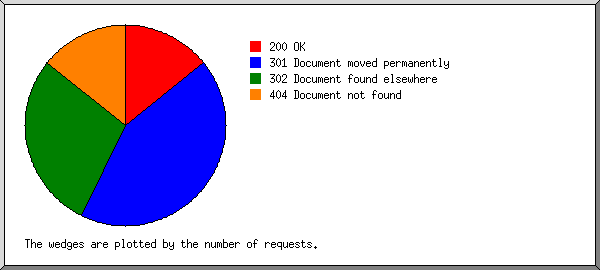 200 OK
301 Document moved permanently
302 Document found elsewhere
404 Document not found
The wedges are plotted by the number of requests.